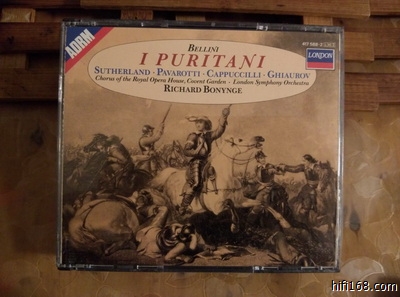 ADRM
BELLINI
I PURITANI
SUTHERLAND · PAVAROTTI · CAPPUCCILLI · GHIAUROV
Chorus of the Royal Opera House, Covent Garden · London Symphony Orchestra
RICHARD BONYNGE
LONDON
hifi168.com